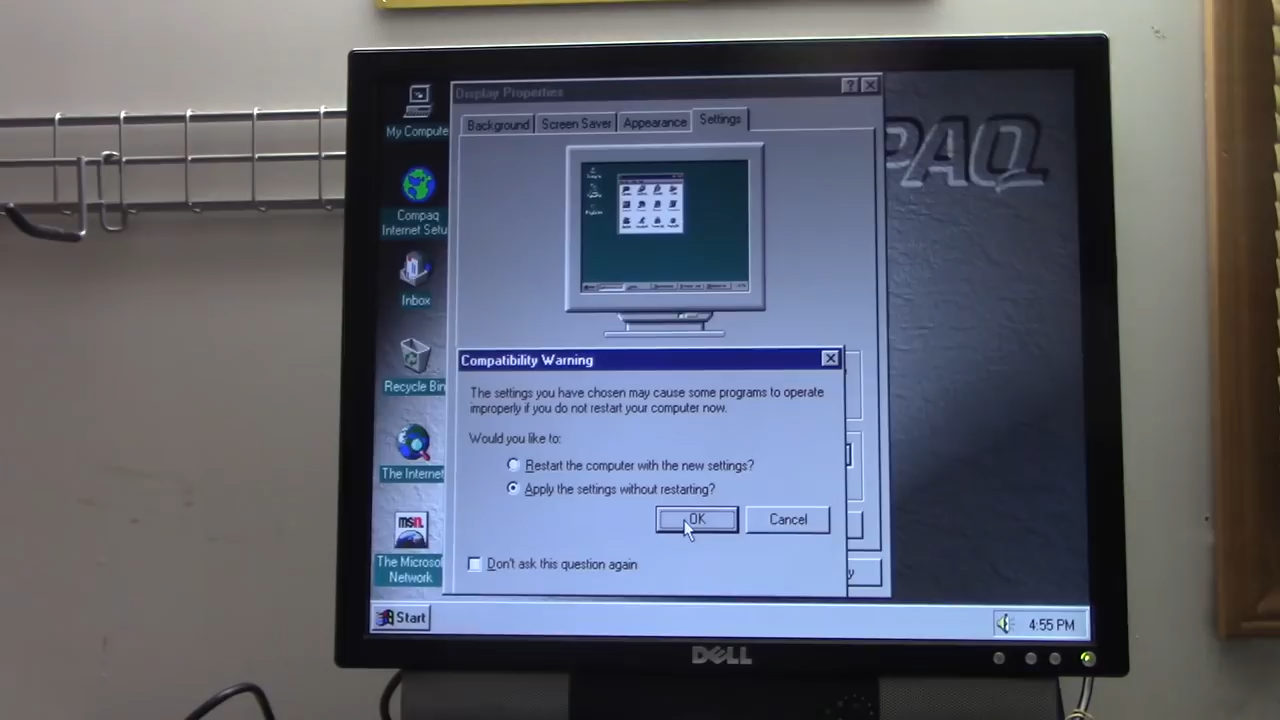 Display Properties
Background
Screen Saver
Appearance
Settings
PAQ
My Compute
Compaq
Internet Setu
Inbox
Recycle Bin
The Internet
msn.
The Microsof
Network
Compatibility Warning
The settings you have chosen may cause some programs to operate
improperly if you do not restart your computer now.
Would you like to:
Restart the computer with the new settings?
Apply the settings without restarting?
OK
Cancel
Don't ask this question again
y
Start
4:55 PM
DELL